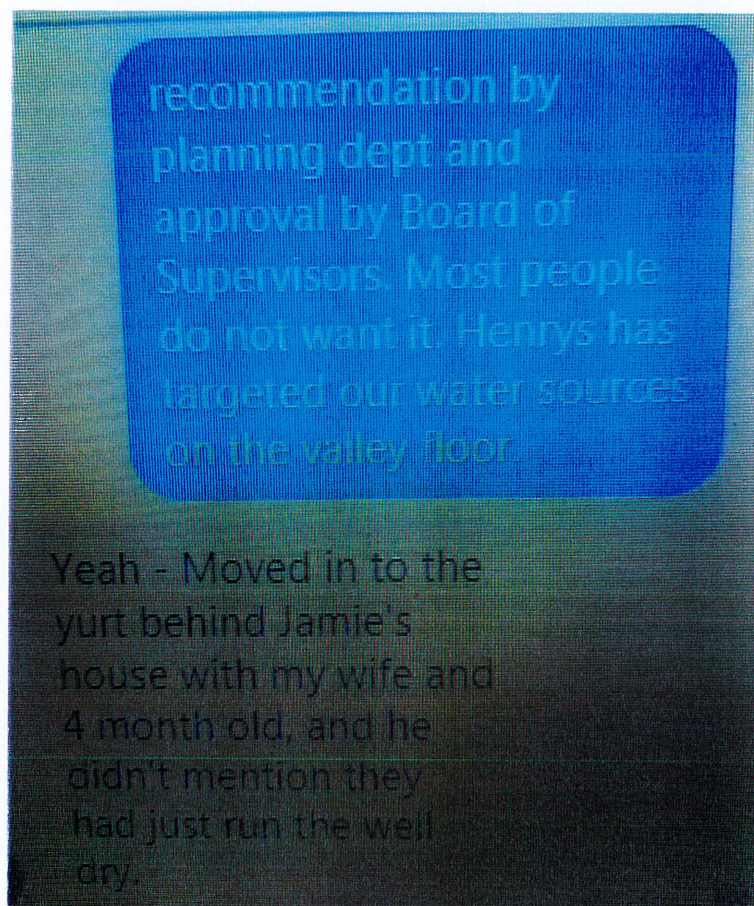 recommendation by
planning dept and
approval by Board of
Supervisors. Most people
do not want it. Henrys has
targeted our water sources
on the valley floor.
Yeah - Moved in to the
yurt behind Jamie's
house with my wife and
4 month old, and he
didn't mention they
had just run the well
dry.